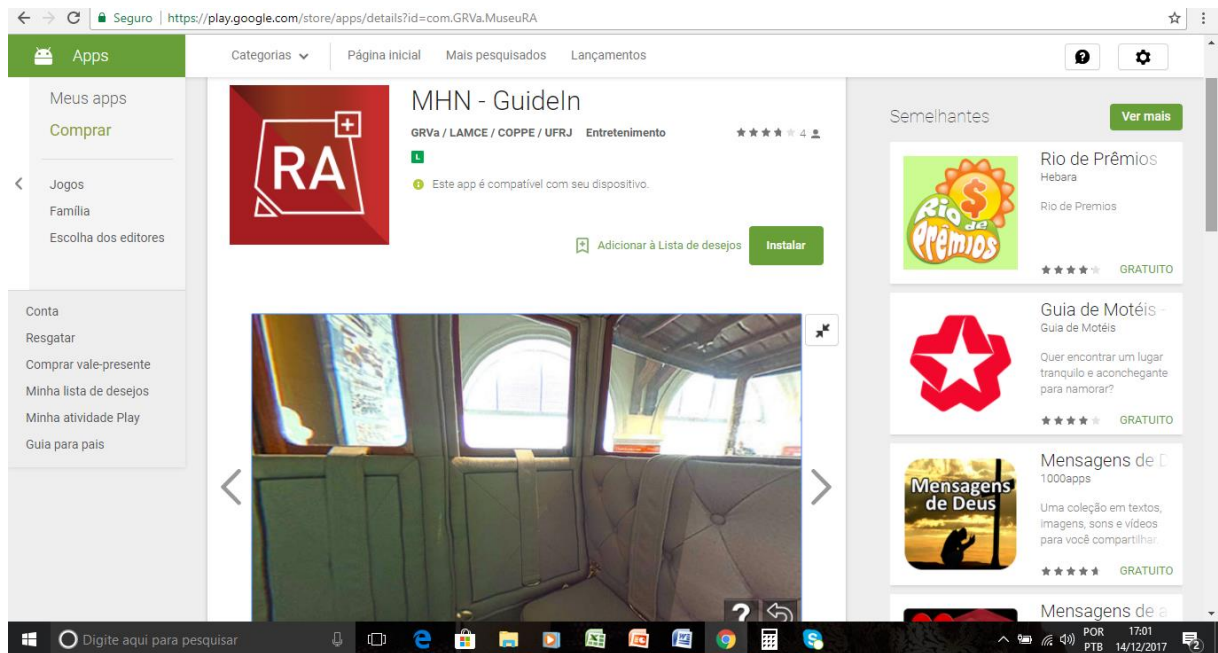 Seguro | https://play.google.com/store/apps/details?id=com.GRVa.MuseuRA
Apps
Categorias
Página inicial
Mais pesquisados
Lançamentos
Meus apps
Comprar
Jogos
Família
Escolha dos editores
Conta
Resgatar
Comprar vale-presente
Minha lista de desejos
Minha atividade Play
Guia para pais
RA
MHN - GuideIn
GRVa / LAMCE / COPPE / UFRJ Entretenimento
4
L
Este app é compatível com seu dispositivo.
Adicionar à Lista de desejos
Instalar
?
Semelhantes
Ver mais
Rio de Prêmios
Rio de Prêmios
Hebara
Rio de Premios
GRATUITO
Guia de Motéis -
Guia de Motéis
Quer encontrar um lugar
tranquilo e aconchegante
para namorar?
GRATUITO
Mensagens
de Deus
Mensagens de D
1000apps
Uma coleção em textos,
imagens, sons e vídeos
para você compartilhar.
GRATUITO
Mensagens de a
Digite aqui para pesquisar
POR
PTB
17:01
14/12/2017
2